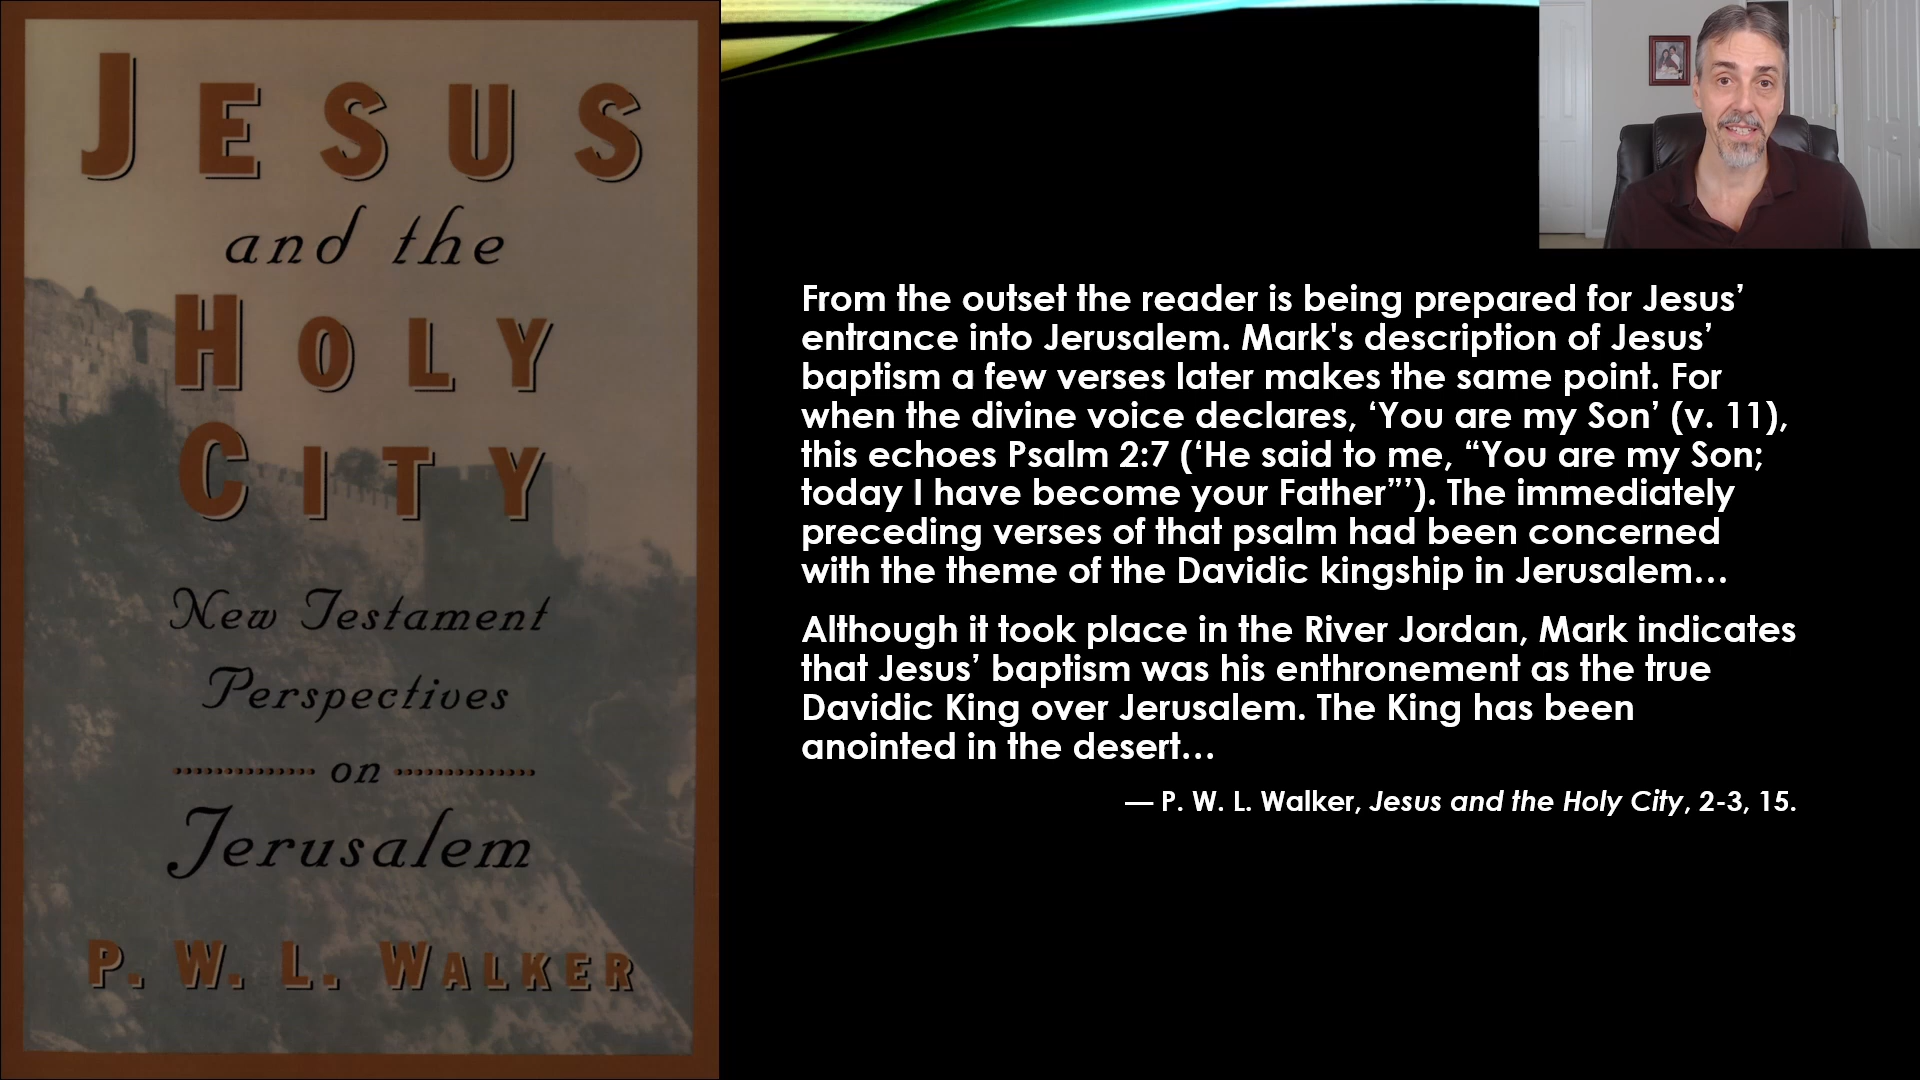 JESUS
and the
HOLY
CITY
New Testament
Perspectives
on
Jerusalem
P. W. L. WALKER
From the outset the reader is being prepared for Jesus’
entrance into Jerusalem. Mark's description of Jesus’
baptism a few verses later makes the same point. For
when the divine voice declares, ‘You are my Son’ (v. 11),
this echoes Psalm 2:7 (‘He said to me, “You are my Son;
today I have become your Father”’). The immediately
preceding verses of that psalm had been concerned
with the theme of the Davidic kingship in Jerusalem…
Although it took place in the River Jordan, Mark indicates
that Jesus’ baptism was his enthronement as the true
Davidic King over Jerusalem. The King has been
anointed in the desert…
— P. W. L. Walker, Jesus and the Holy City, 2-3, 15.